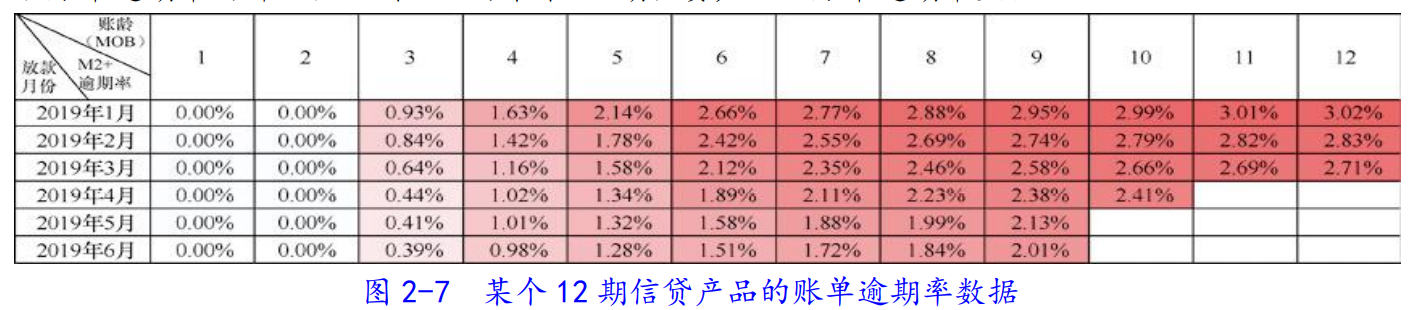 账龄
（MOB）
M2+
逾期率
放款
月份
1 2 3 4 5 6 7 8 9 10 11 12
2019年1月 0.00% 0.00% 0.93% 1.63% 2.14% 2.66% 2.77% 2.88% 2.95% 2.99% 3.01% 3.02%
2019年2月 0.00% 0.00% 0.84% 1.42% 1.78% 2.42% 2.55% 2.69% 2.74% 2.79% 2.82% 2.83%
2019年3月 0.00% 0.00% 0.64% 1.16% 1.58% 2.12% 2.35% 2.46% 2.58% 2.66% 2.69% 2.71%
2019年4月 0.00% 0.00% 0.44% 1.02% 1.34% 1.89% 2.11% 2.23% 2.38% 2.41%
2019年5月 0.00% 0.00% 0.41% 1.01% 1.32% 1.58% 1.88% 1.99% 2.13%
2019年6月 0.00% 0.00% 0.39% 0.98% 1.28% 1.51% 1.72% 1.84% 2.01%
图 2-7 某个 12 期信贷产品的账单逾期率数据